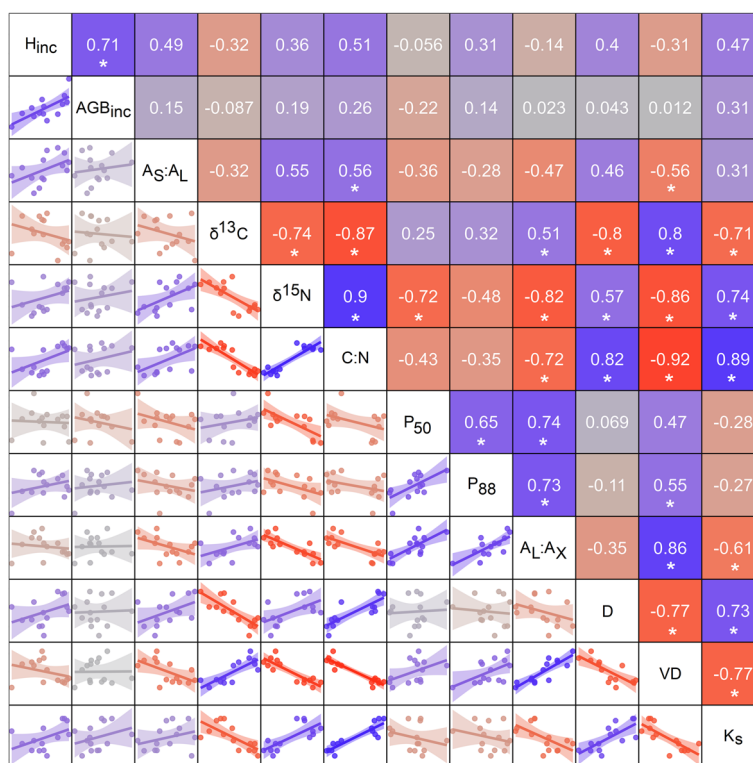 Hinc 0.71 0.49 -0.32 0.36 0.51 -0.056 0.31 -0.14 0.4 -0.31 0.47
*
AGBinc 0.15 -0.087 0.19 0.26 -0.22 0.14 0.023 0.043 0.012 0.31
AS:AL -0.32 0.55 0.56 -0.36 -0.28 -0.47 0.46 -0.56 0.31
* *
δ13C -0.74 -0.87 0.25 0.32 0.51 -0.8 0.8 -0.71
* * * * * *
δ15N 0.9 -0.72 -0.48 -0.82 0.57 -0.86 0.74
* * * * * *
C:N -0.43 -0.35 -0.72 0.82 -0.92 0.89
* * * *
P50 0.65 0.74 0.069 0.47 -0.28
* *
P88 0.73 -0.11 0.55 -0.27
* *
AL:AX -0.35 0.86 -0.61
* *
D -0.77 0.73
* *
VD -0.77
*
Ks